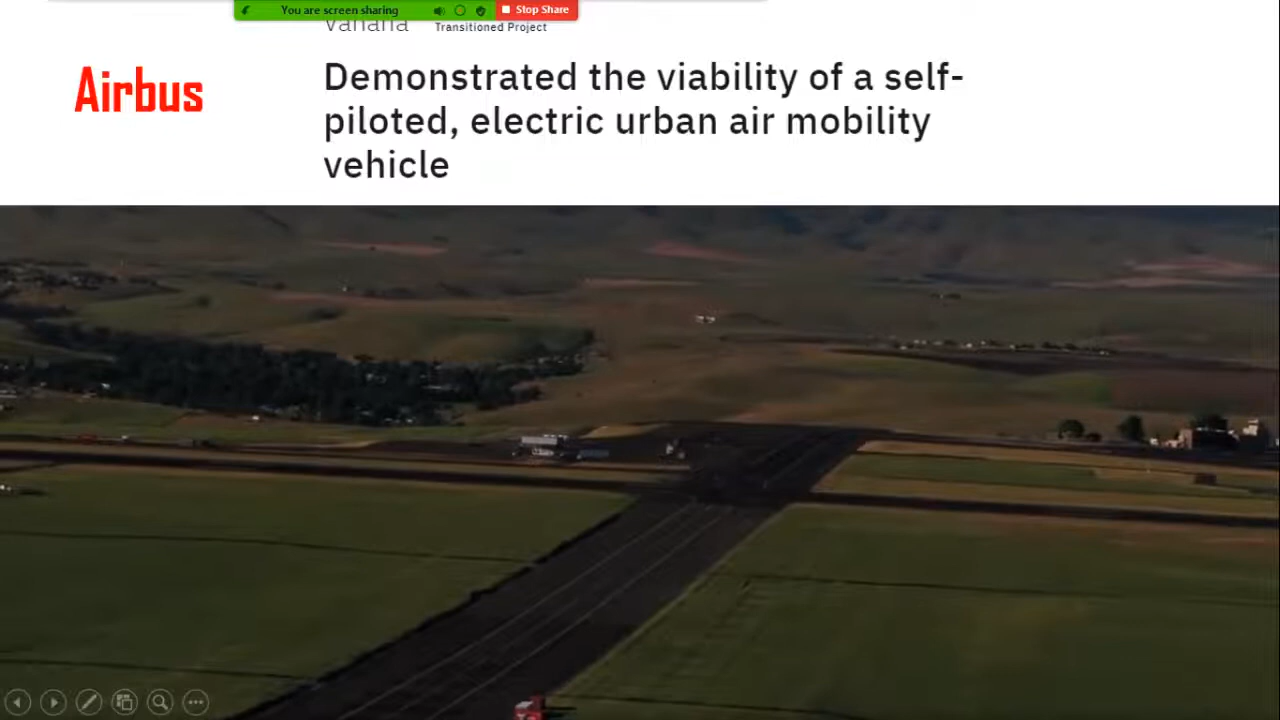 You are screen sharing
Stop Share
Vahana
Transitioned Project
Airbus
Demonstrated the viability of a self-
piloted, electric urban air mobility
vehicle